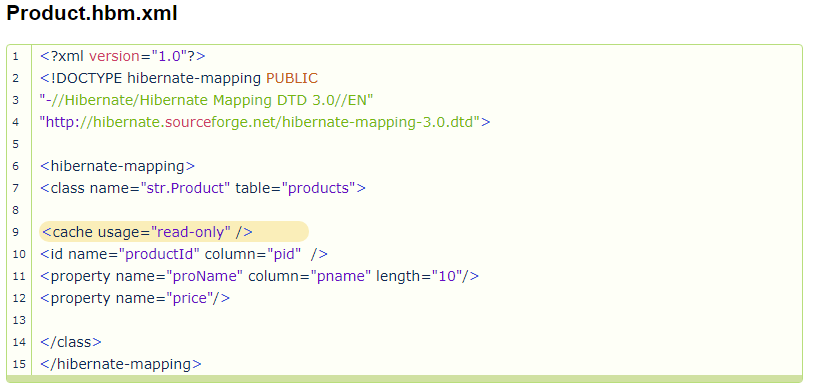 Product.hbm.xml
1 <?xml version="1.0"?>
2 <!DOCTYPE hibernate-mapping PUBLIC
3 "-//Hibernate/Hibernate Mapping DTD 3.0//EN"
4 "http://hibernate.sourceforge.net/hibernate-mapping-3.0.dtd">
5
6 <hibernate-mapping>
7 <class name="str.Product" table="products">
8
9 <cache usage="read-only" />
10 <id name="productId" column="pid"  />
11 <property name="proName" column="pname" length="10"/>
12 <property name="price"/>
13
14 </class>
15 </hibernate-mapping>